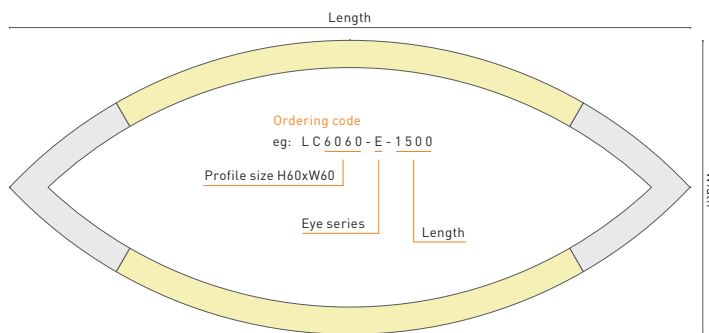 Length
Ordering code
eg: LC6060-E-1500
Profile size H60xW60
Eye series
Length